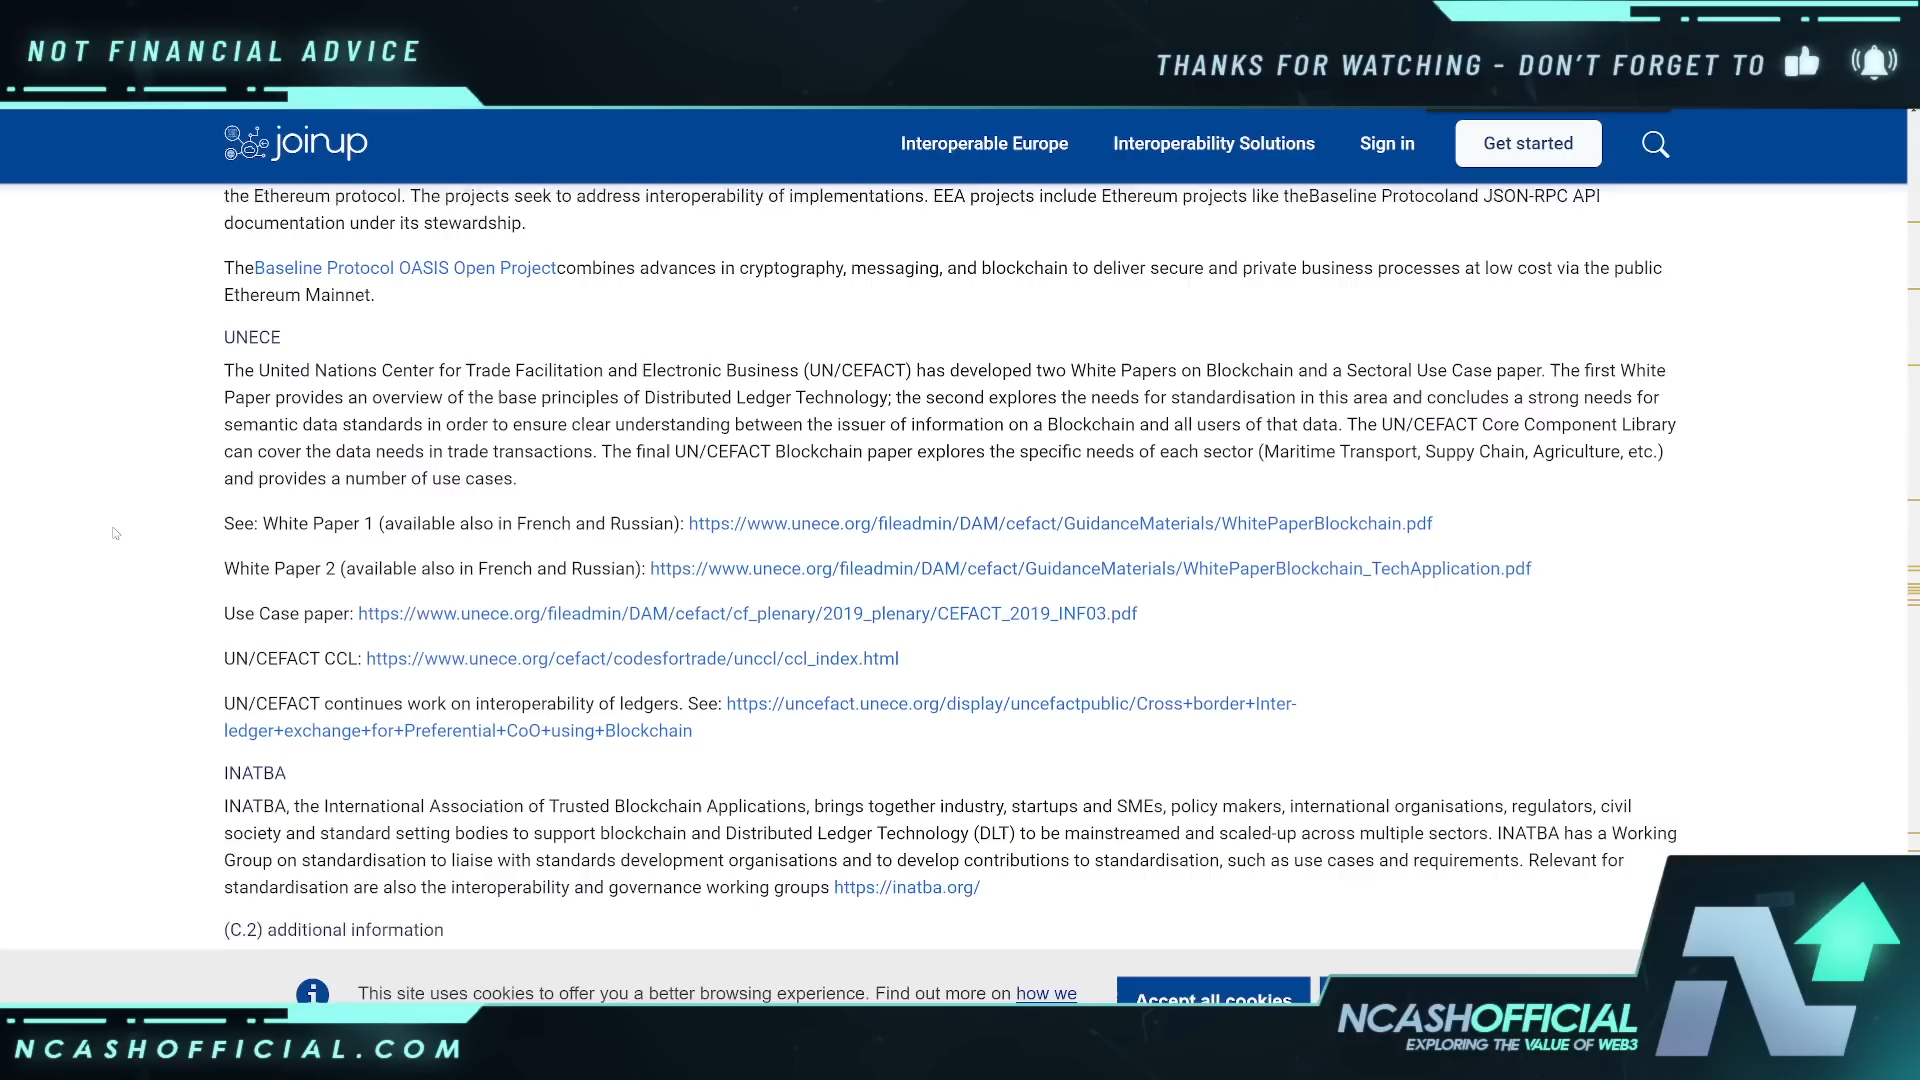 NOT FINANCIAL ADVICE
THANKS FOR WATCHING - DON'T FORGET TO
joinup
Interoperable Europe
Interoperability Solutions
Sign in
Get started
the Ethereum protocol. The projects seek to address interoperability of implementations. EEA projects include Ethereum projects like theBaseline Protocoland JSON-RPC API
documentation under its stewardship.
TheBaseline Protocol OASIS Open Projectcombines advances in cryptography, messaging, and blockchain to deliver secure and private business processes at low cost via the public
Ethereum Mainnet.
UNECE
The United Nations Center for Trade Facilitation and Electronic Business (UN/CEFACT) has developed two White Papers on Blockchain and a Sectoral Use Case paper. The first White
Paper provides an overview of the base principles of Distributed Ledger Technology; the second explores the needs for standardisation in this area and concludes a strong needs for
semantic data standards in order to ensure clear understanding between the issuer of information on a Blockchain and all users of that data. The UN/CEFACT Core Component Library
can cover the data needs in trade transactions. The final UN/CEFACT Blockchain paper explores the specific needs of each sector (Maritime Transport, Suppy Chain, Agriculture, etc.)
and provides a number of use cases.
See: White Paper 1 (available also in French and Russian): https://www.unece.org/fileadmin/DAM/cefact/GuidanceMaterials/WhitePaperBlockchain.pdf
White Paper 2 (available also in French and Russian): https://www.unece.org/fileadmin/DAM/cefact/GuidanceMaterials/WhitePaperBlockchain_TechApplication.pdf
Use Case paper: https://www.unece.org/fileadmin/DAM/cefact/cf_plenary/2019_plenary/CEFACT_2019_INF03.pdf
UN/CEFACT CCL: https://www.unece.org/cefact/codesfortrade/unccl/ccl_index.html
UN/CEFACT continues work on interoperability of ledgers. See: https://uncefact.unece.org/display/uncefactpublic/Cross+border+Inter-
ledger+exchange+for+Preferential+CoO+using+Blockchain
INATBA
INATBA, the International Association of Trusted Blockchain Applications, brings together industry, startups and SMEs, policy makers, international organisations, regulators, civil
society and standard setting bodies to support blockchain and Distributed Ledger Technology (DLT) to be mainstreamed and scaled-up across multiple sectors. INATBA has a Working
Group on standardisation to liaise with standards development organisations and to develop contributions to standardisation, such as use cases and requirements. Relevant for
standardisation are also the interoperability and governance working groups https://inatba.org/
(C.2) additional information
This site uses cookies to offer you a better browsing experience. Find out more on how we
Accept all cookies
NCASHOFFICIAL
EXPLORING THE VALUE OF WEB3
NCASHOFFICIAL.COM